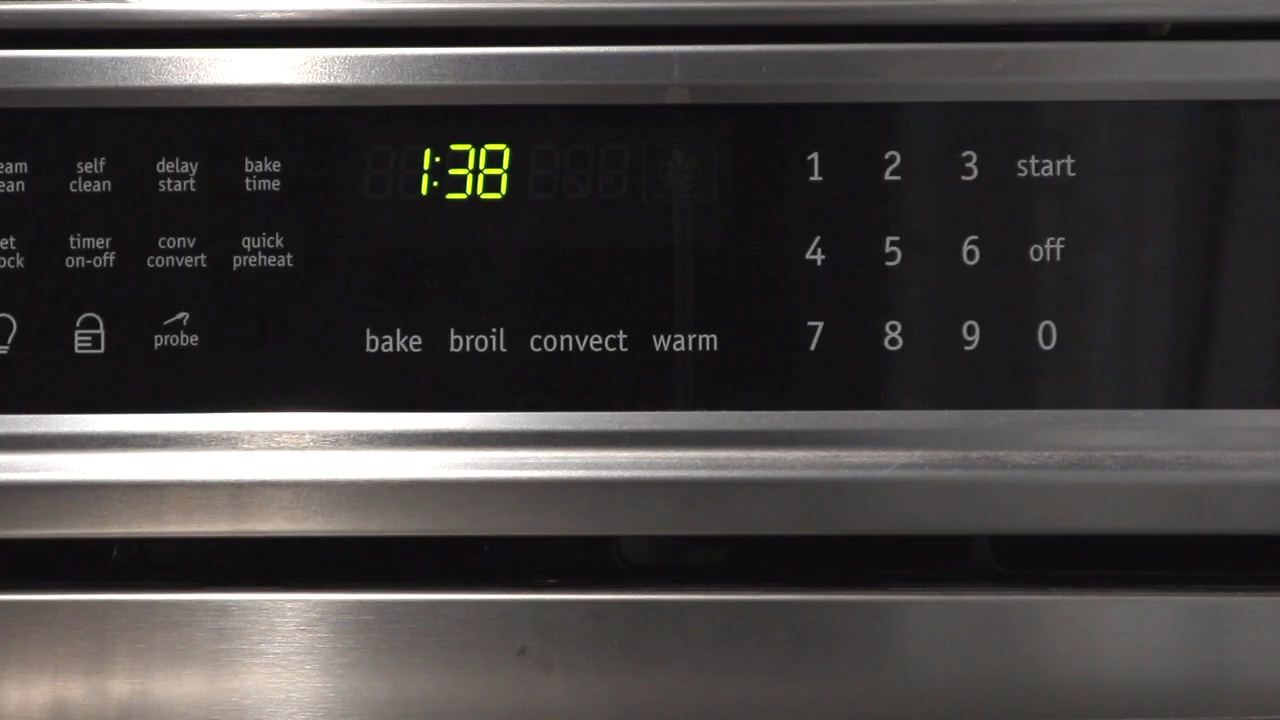 self clean
delay start
bake time
1:38
1 2 3 start
timer on-off
conv convert
quick preheat
4 5 6 off
probe
bake broil convect warm
7 8 9 0